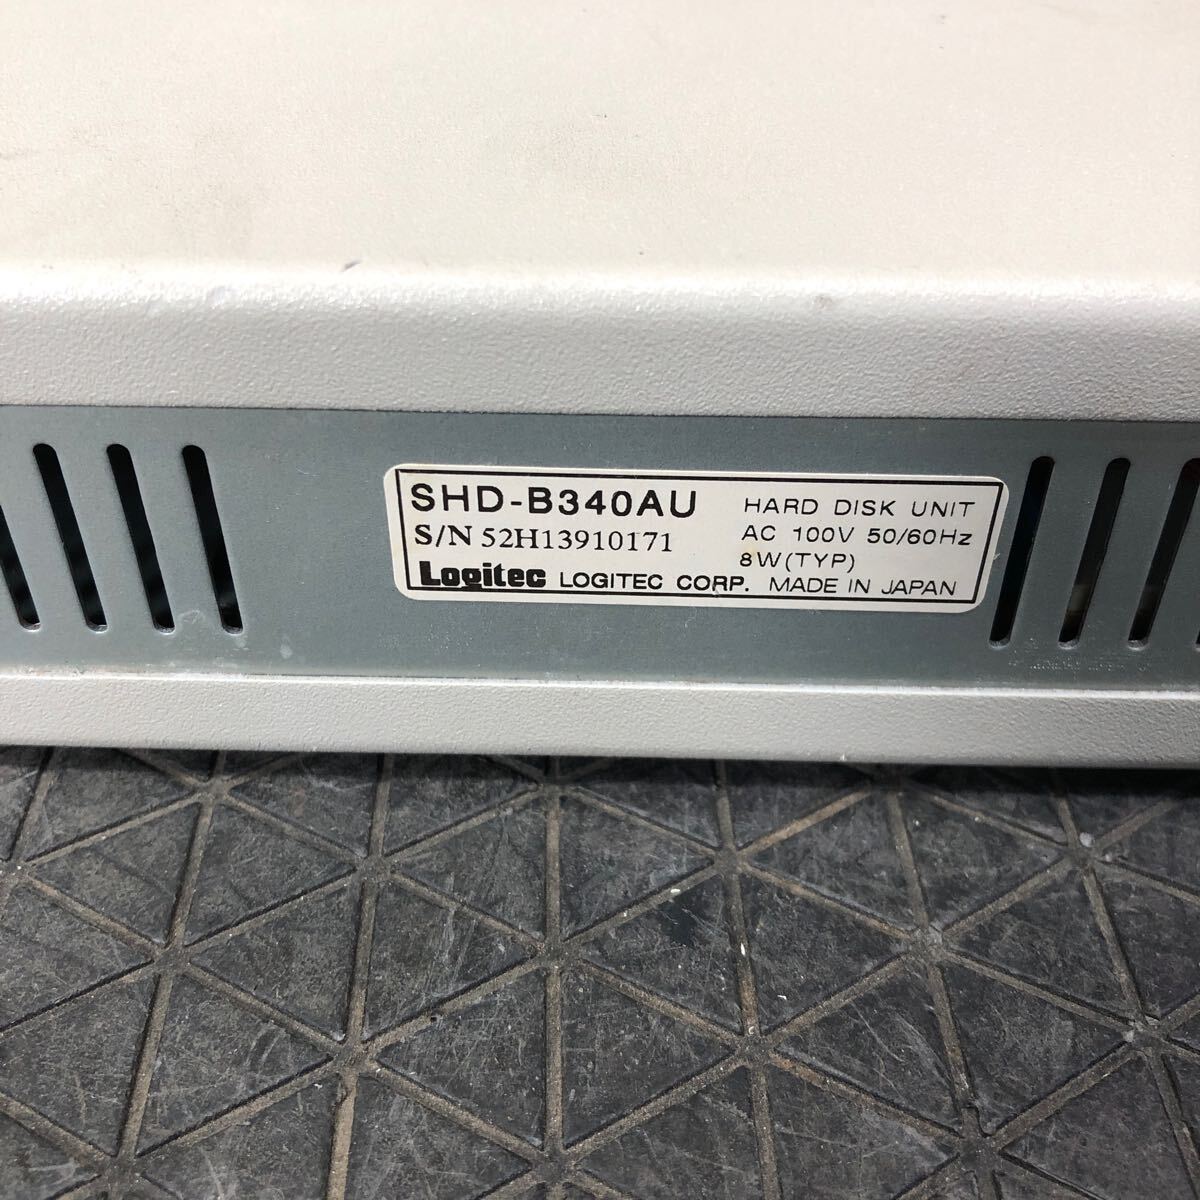 SHD-B340AU
S/N 52H13910171
HARD DISK UNIT
AC 100V 50/60Hz
8W(TYP)
Logitec LOGITEC CORP. MADE IN JAPAN